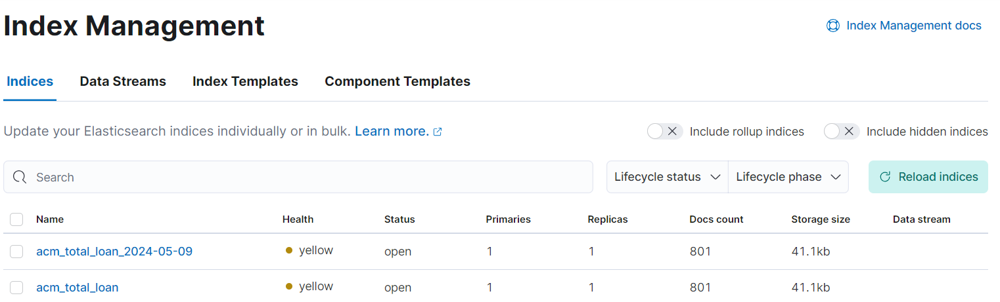 Index Management
Index Management docs
Indices Data Streams Index Templates Component Templates
Update your Elasticsearch indices individually or in bulk. Learn more. Include rollup indices Include hidden indices
Search Lifecycle status Lifecycle phase Reload indices
Name Health Status Primaries Replicas Docs count Storage size Data stream
acm_total_loan_2024-05-09 yellow open 1 1 801 41.1kb
acm_total_loan yellow open 1 1 801 41.1kb